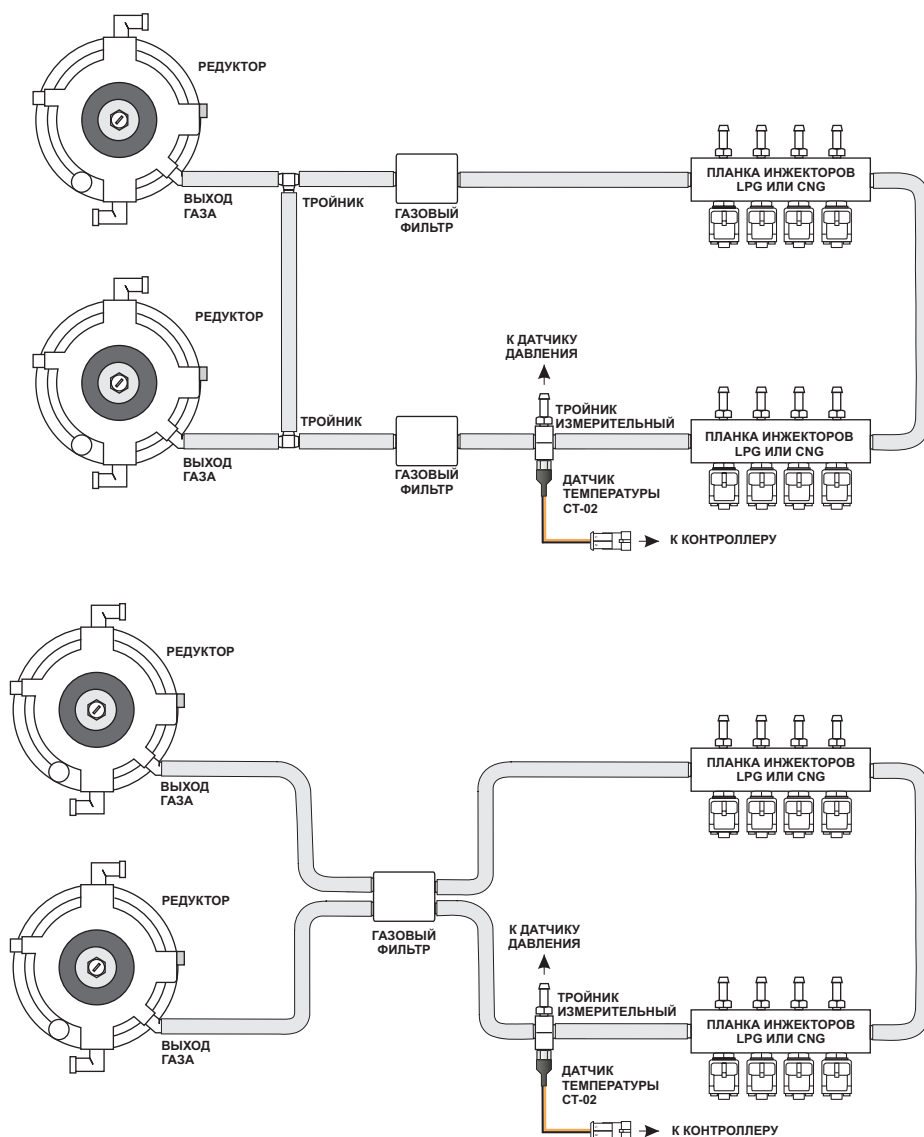 РЕДУКТОР
ВЫХОД
ГАЗА
ТРОЙНИК
ГАЗОВЫЙ
ФИЛЬТР
ПЛАНКА ИНЖЕКТОРОВ
LPG ИЛИ CNG
РЕДУКТОР
ВЫХОД
ГАЗА
ТРОЙНИК
ГАЗОВЫЙ
ФИЛЬТР
К ДАТЧИКУ
ДАВЛЕНИЯ
ТРОЙНИК
ИЗМЕРИТЕЛЬНЫЙ
ДАТЧИК
ТЕМПЕРАТУРЫ
СТ-02
К КОНТРОЛЛЕРУ
ПЛАНКА ИНЖЕКТОРОВ
LPG ИЛИ CNG
РЕДУКТОР
ВЫХОД
ГАЗА
ПЛАНКА ИНЖЕКТОРОВ
LPG ИЛИ CNG
РЕДУКТОР
ВЫХОД
ГАЗА
ГАЗОВЫЙ
ФИЛЬТР
К ДАТЧИКУ
ДАВЛЕНИЯ
ТРОЙНИК
ИЗМЕРИТЕЛЬНЫЙ
ДАТЧИК
ТЕМПЕРАТУРЫ
СТ-02
К КОНТРОЛЛЕРУ
ПЛАНКА ИНЖЕКТОРОВ
LPG ИЛИ CNG